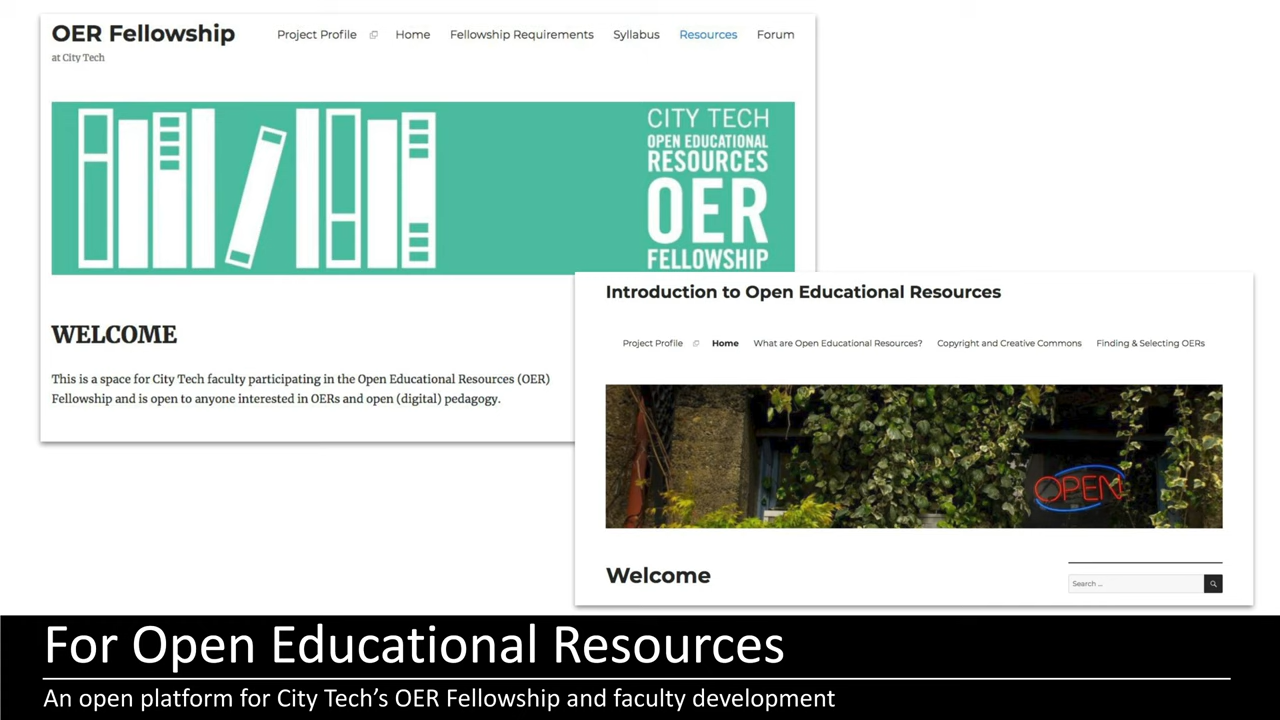 OER Fellowship
at City Tech
Project Profile Home Fellowship Requirements Syllabus Resources Forum
CITY TECH
OPEN EDUCATIONAL
RESOURCES
OER
FELLOWSHIP
WELCOME
This is a space for City Tech faculty participating in the Open Educational Resources (OER)
Fellowship and is open to anyone interested in OERs and open (digital) pedagogy.
Introduction to Open Educational Resources
Project Profile Home What are Open Educational Resources? Copyright and Creative Commons Finding & Selecting OERs
OPEN
Welcome
Search ...
For Open Educational Resources
An open platform for City Tech’s OER Fellowship and faculty development